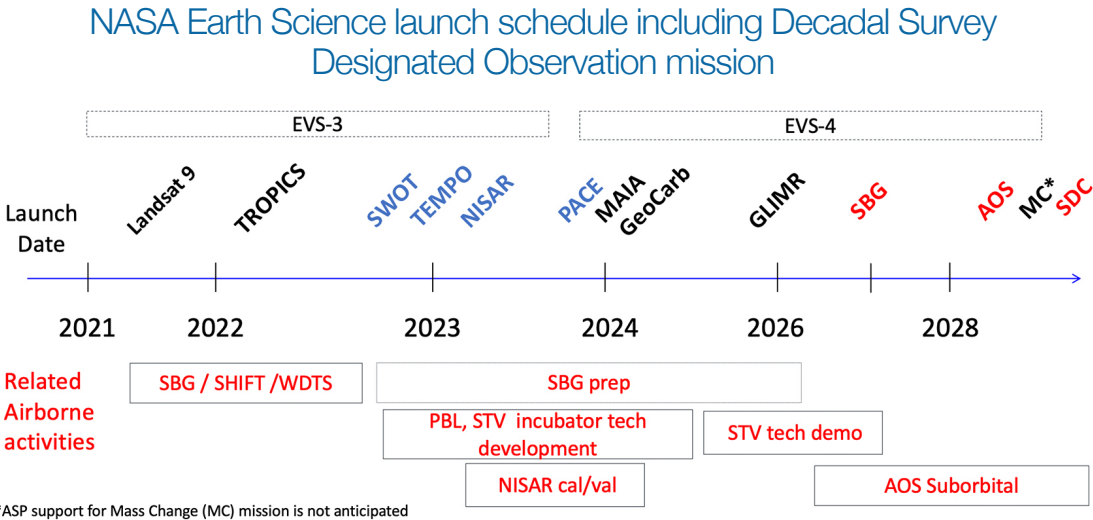 NASA Earth Science launch schedule including Decadal Survey
Designated Observation mission
EVS-3
EVS-4
Launch
Date
Landsat 9
TROPICS
SWOT
TEMPO
NISAR
PACE
MAIA
GeoCarb
GLIMR
SBG
AOS
MC*
SDC
2021
2022
2023
2024
2026
2028
Related
Airborne
activities
SBG / SHIFT /WDTS
SBG prep
PBL, STV incubator tech
development
STV tech demo
NISAR cal/val
AOS Suborbital
*ASP support for Mass Change (MC) mission is not anticipated